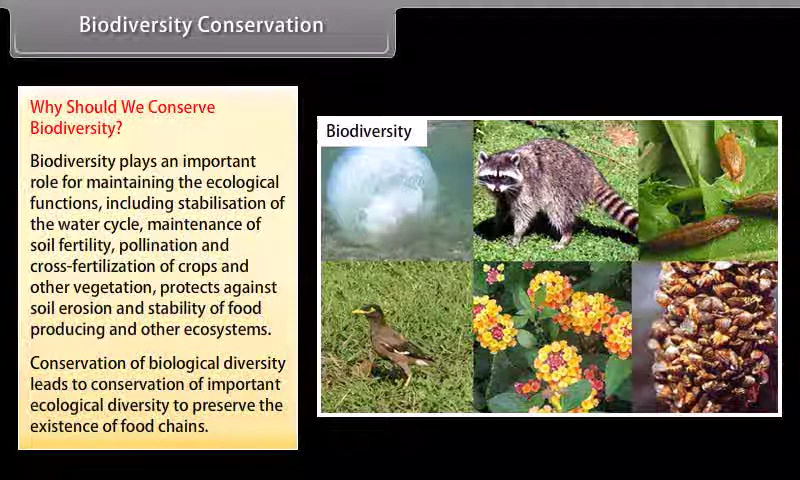 Biodiversity Conservation
Why Should We Conserve
Biodiversity?
Biodiversity plays an important
role for maintaining the ecological
functions, including stabilisation of
the water cycle, maintenance of
soil fertility, pollination and
cross-fertilization of crops and
other vegetation, protects against
soil erosion and stability of food
producing and other ecosystems.
Conservation of biological diversity
leads to conservation of important
ecological diversity to preserve the
existence of food chains.
Biodiversity